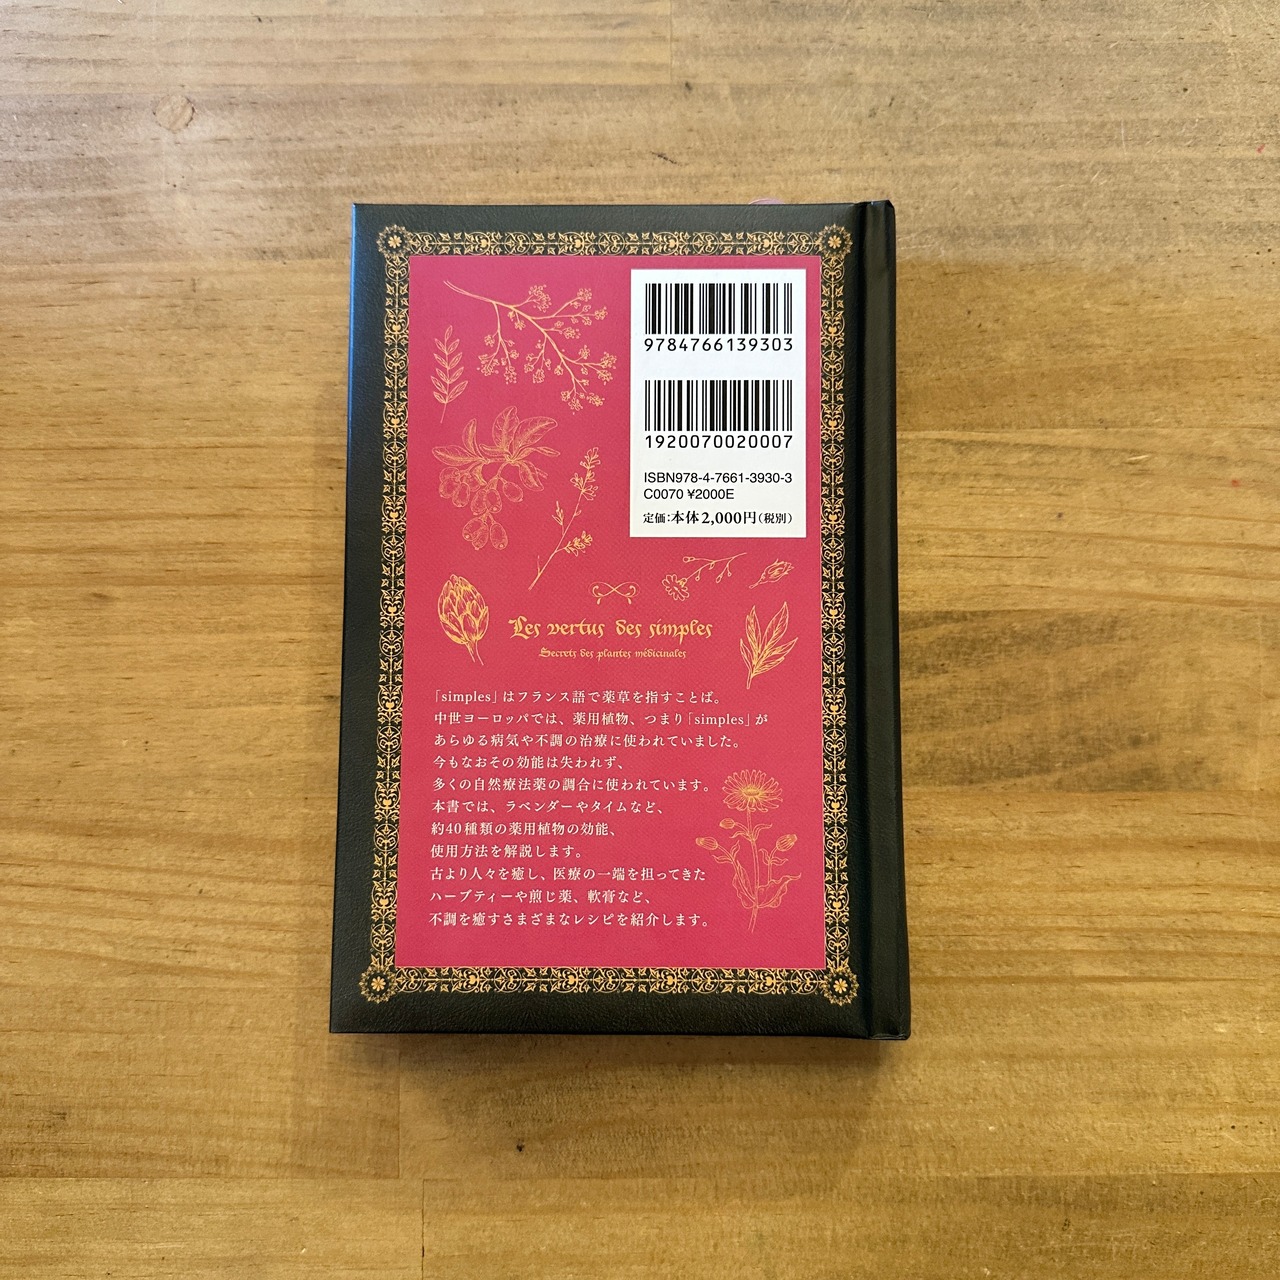 9784766139303
1920070020007
ISBN978-4-7661-3930-3
C0070 ¥2000E
定価:本体2,000円(税別)
Les vertus des simples
Secrets des plantes médicinales
「simples」はフランス語で薬草を指すことば。
中世ヨーロッパでは、薬用植物、つまり「simples」が
あらゆる病気や不調の治療に使われていました。
今もなおその効能は失われず、
多くの自然療法薬の調合に使われています。
本書では、ラベンダーやタイムなど、
約40種類の薬用植物の効能、
使用方法を解説します。
古より人々を癒し、医療の一端を担ってきた
ハーブティーや煎じ薬、軟膏など、
不調を癒すさまざまなレシピを紹介します。